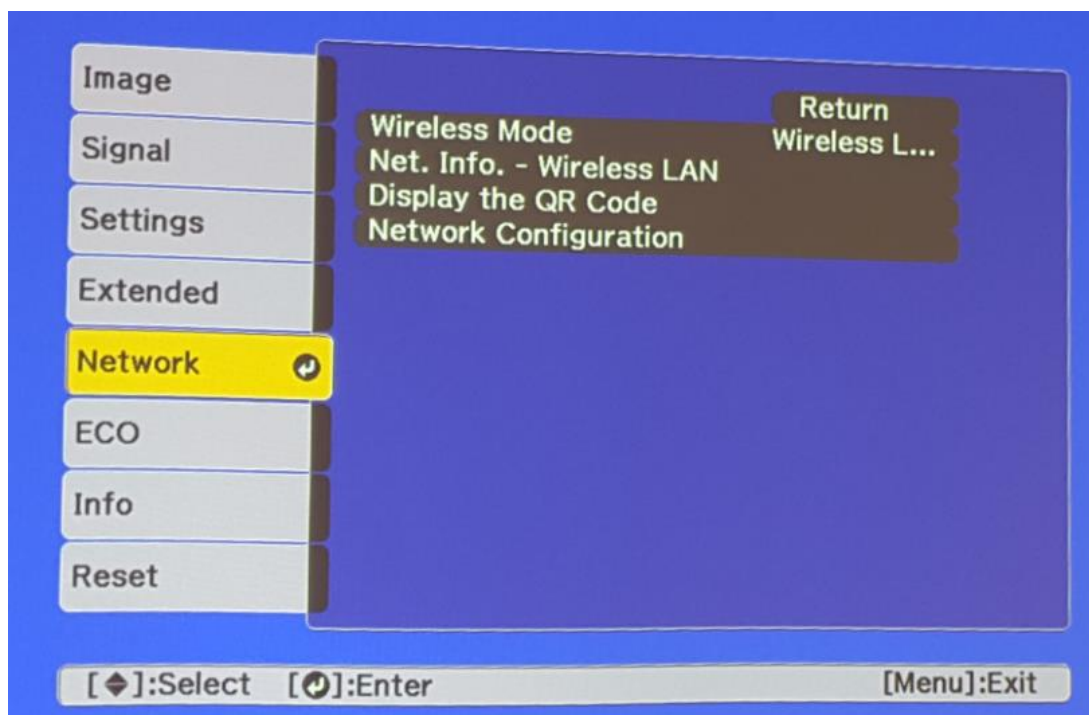 Image
Signal
Settings
Extended
Network
ECO
Info
Reset
Return
Wireless Mode Wireless L...
Net. Info. - Wireless LAN
Display the QR Code
Network Configuration
[◆]:Select [↵]:Enter [Menu]:Exit